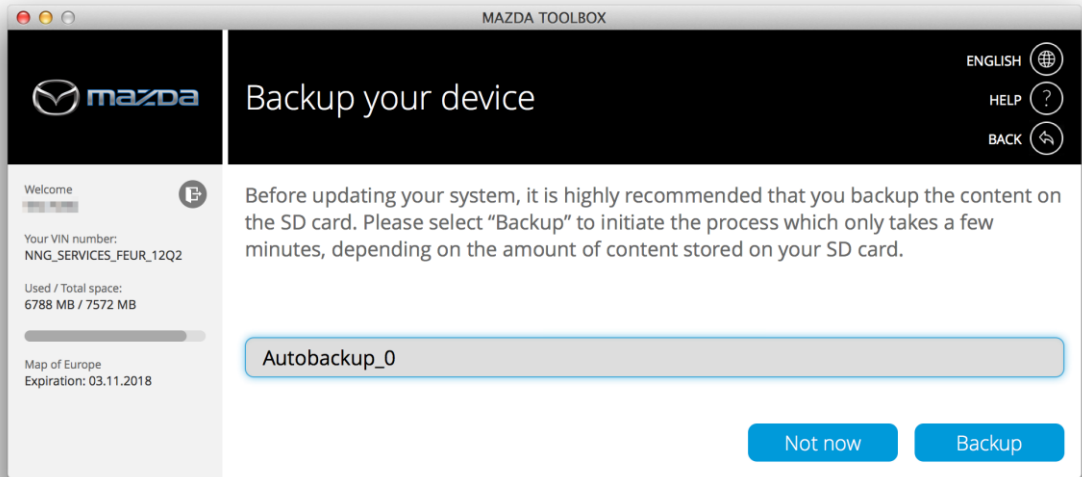 MAZDA TOOLBOX
mazda
Backup your device
ENGLISH
HELP
?
BACK
Welcome
Your VIN number:
NNG_SERVICES_FEUR_12Q2
Used / Total space:
6788 MB / 7572 MB
Map of Europe
Expiration: 03.11.2018
Before updating your system, it is highly recommended that you backup the content on
the SD card. Please select “Backup” to initiate the process which only takes a few
minutes, depending on the amount of content stored on your SD card.
Autobackup_0
Not now
Backup